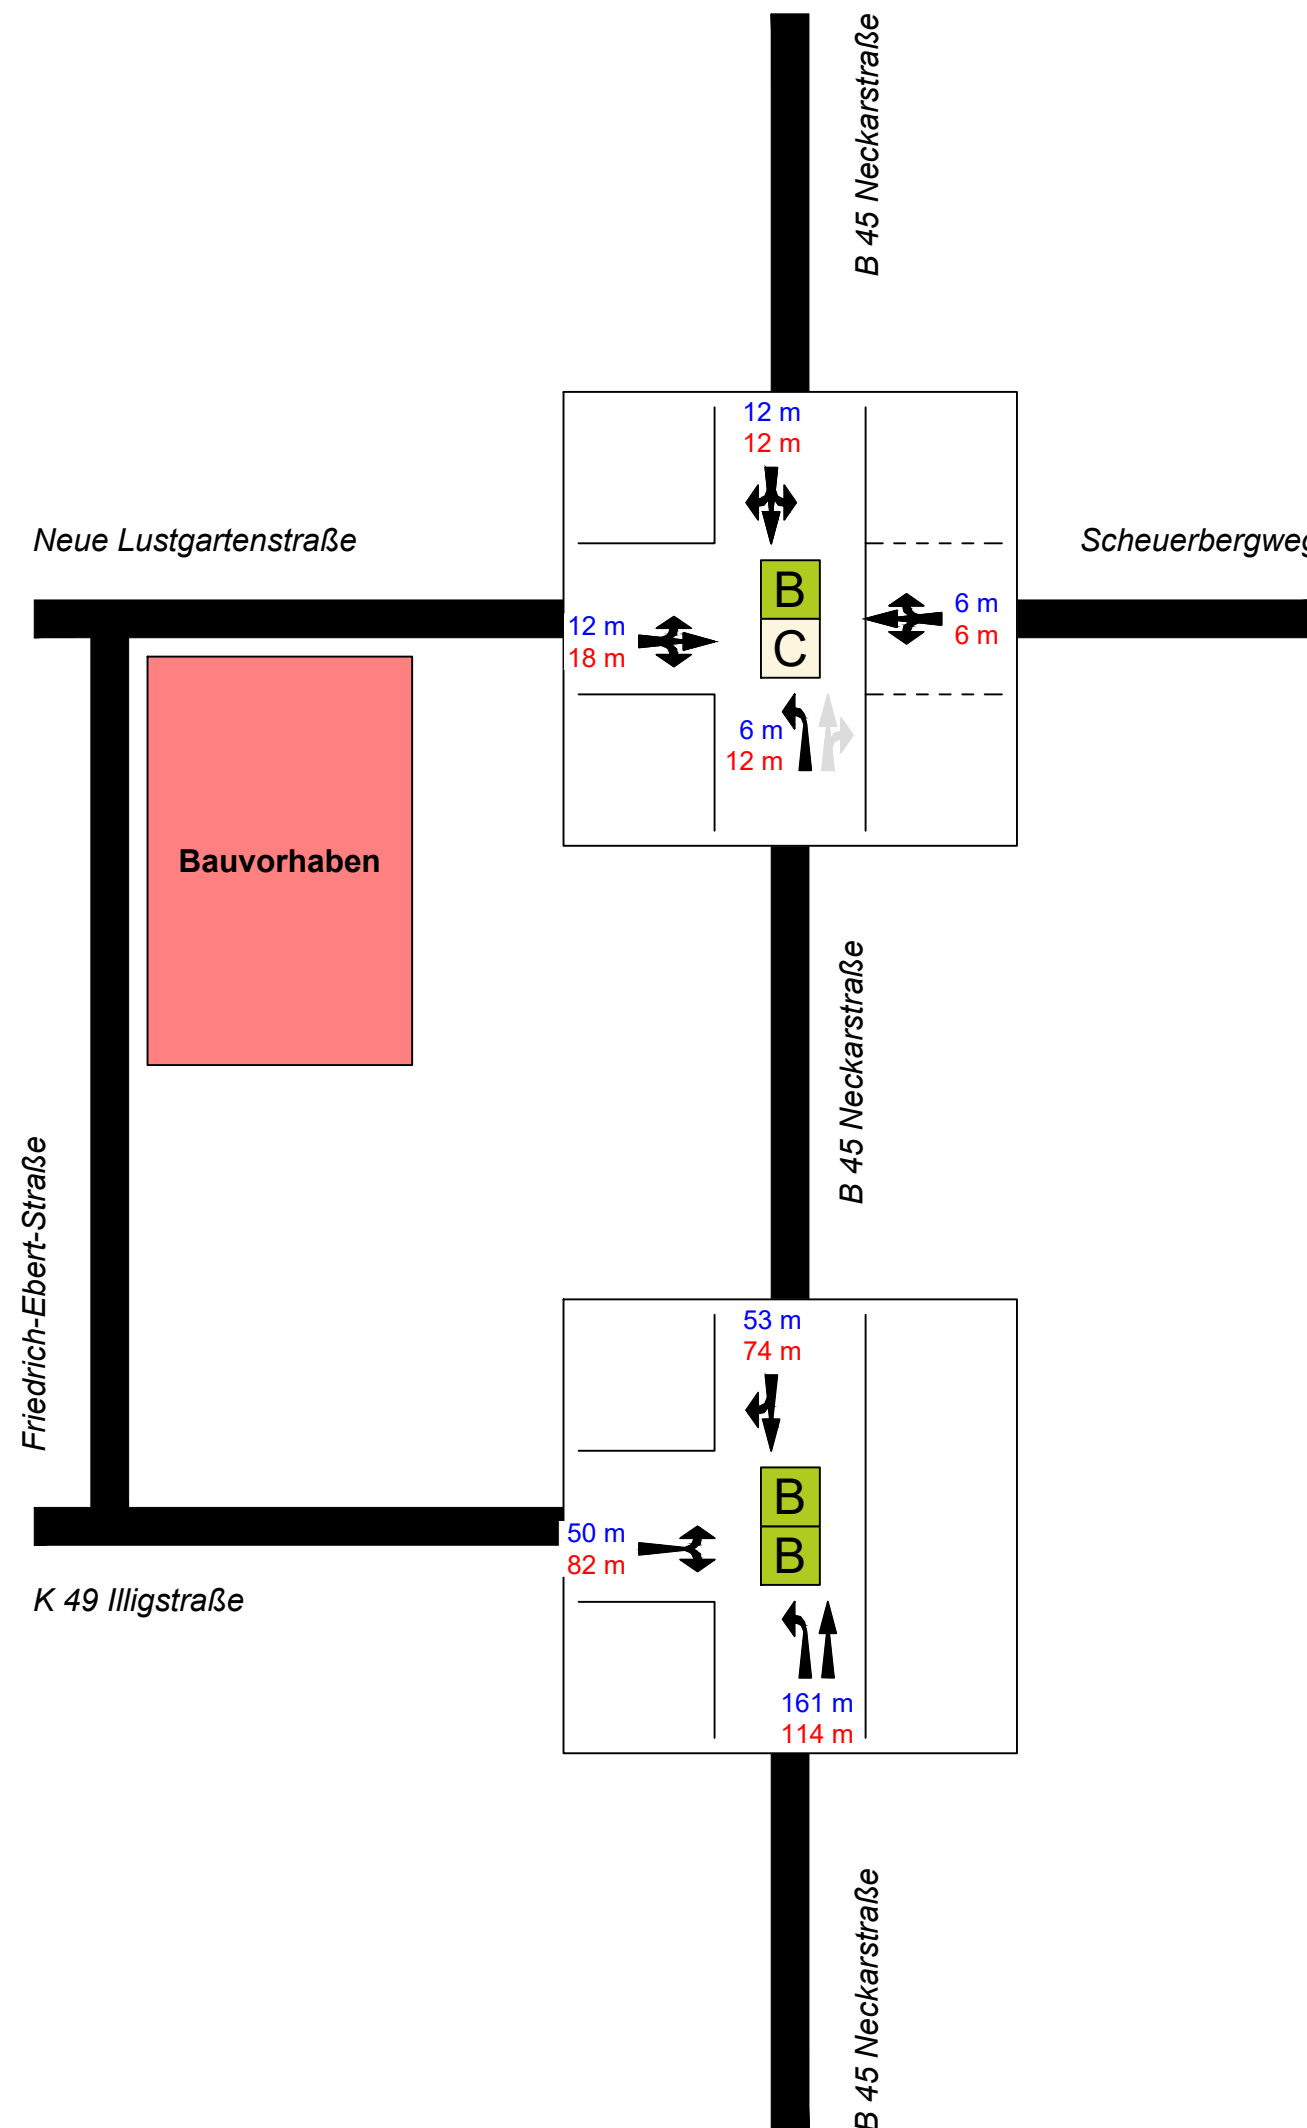 B 45 Neckarstraße
12 m
12 m
Neue Lustgartenstraße
Scheuerbergweg
B
C
12 m
18 m
6 m
6 m
6 m
12 m
Bauvorhaben
B 45 Neckarstraße
Friedrich-Ebert-Straße
53 m
74 m
B
B
50 m
82 m
K 49 Illigstraße
161 m
114 m
B 45 Neckarstraße